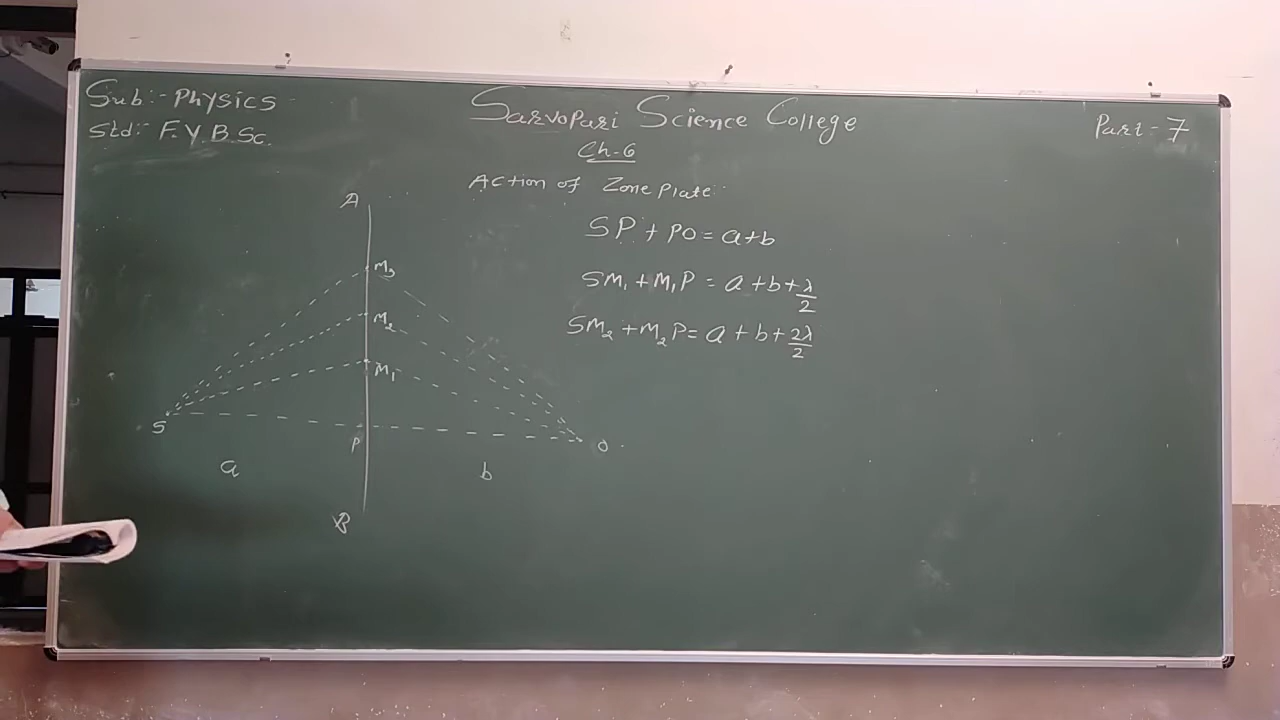 Sub:- Physics
Std:- F.Y.B.Sc.
Sarvopari Science College
Part-7
Ch-6
Action of Zone Plate:
SP + PO = a+b
SM₁ + M₁P = a + b + λ/2
SM₂ + M₂P = a + b + 2λ/2
A
M₃
M₂
M₁
S
P
O
a
b
B